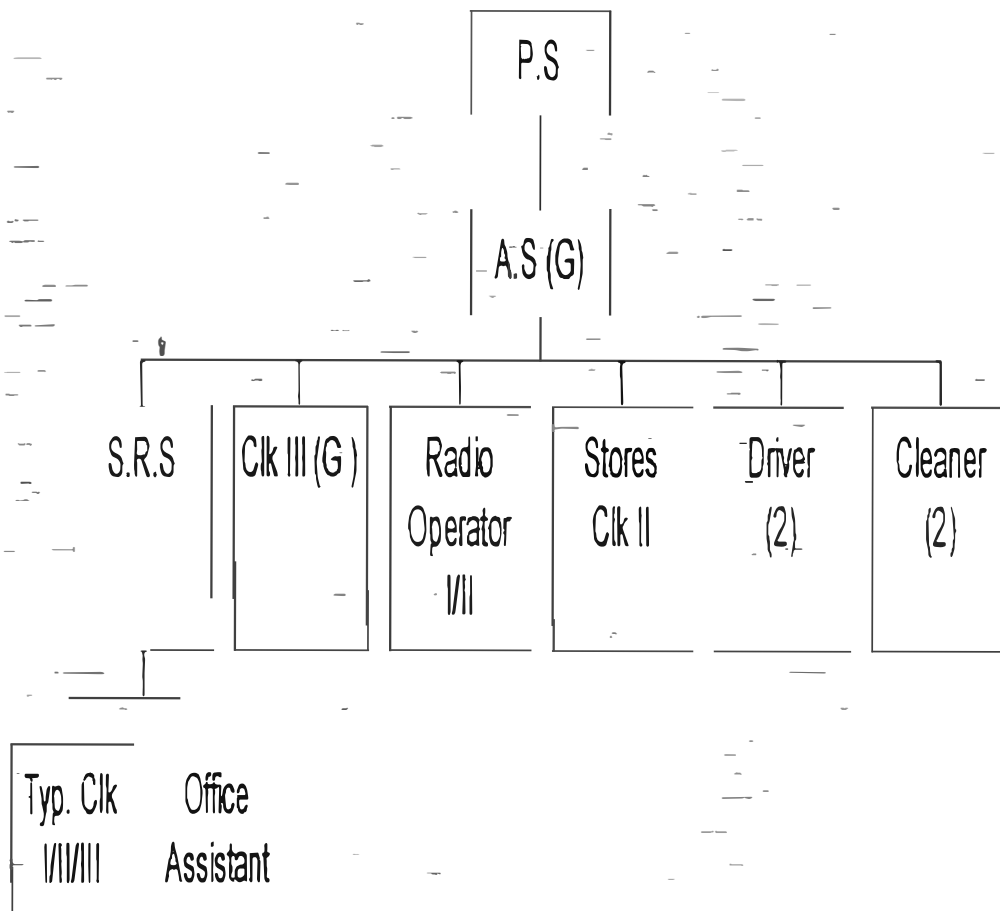 P.S
A.S (G)
S.R.S
Clk III (G )
Radio
Operator
I/II
Stores
Clk II
Driver
(2)
Cleaner
(2)
Typ. Clk
I/II/III
Office
Assistant